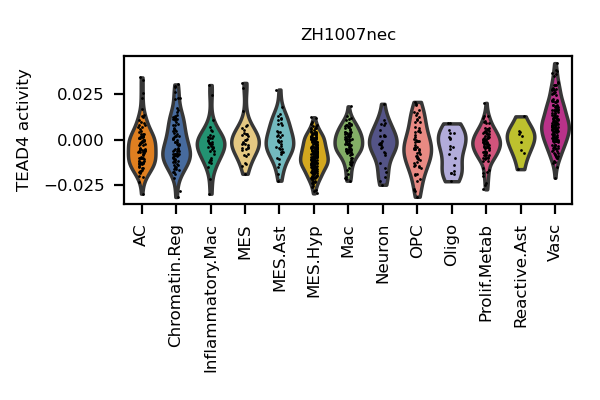 ZH1007nec
TEAD4 activity
0.025
0.000
−0.025
AC
Chromatin.Reg
Inflammatory.Mac
MES
MES.Ast
MES.Hyp
Mac
Neuron
OPC
Oligo
Prolif.Metab
Reactive.Ast
Vasc